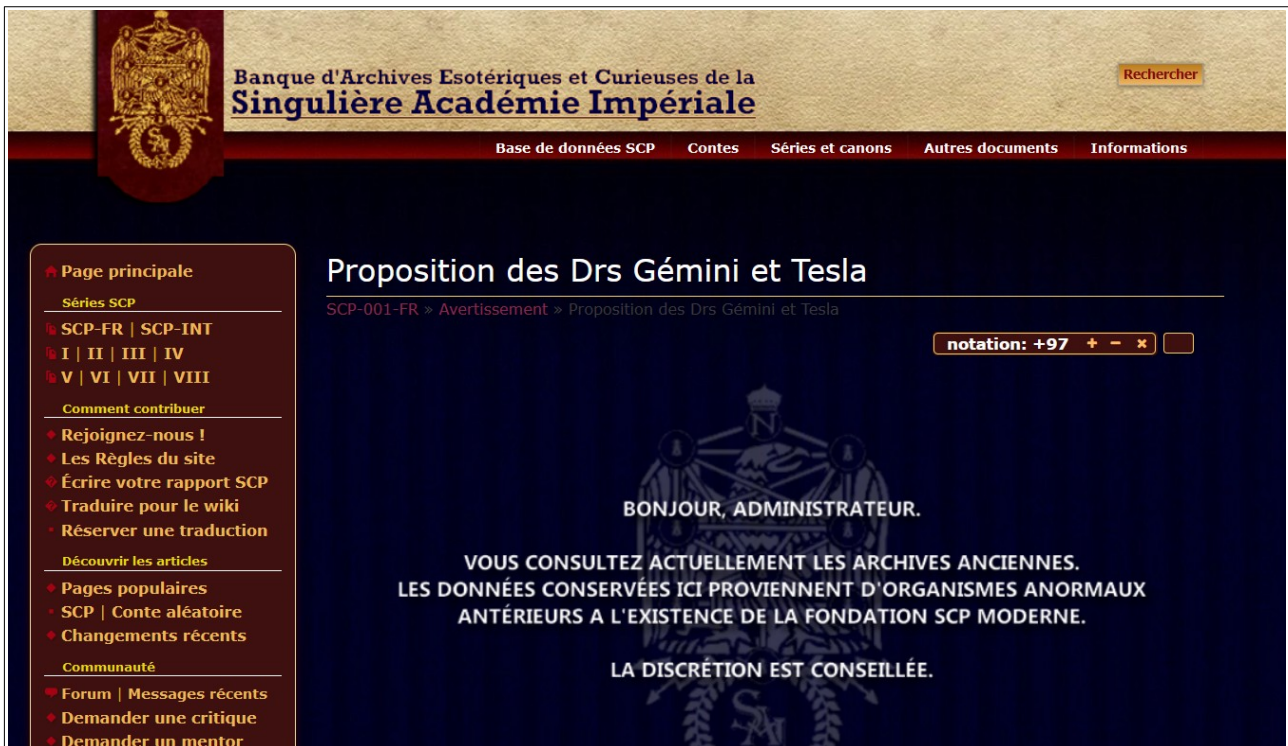 Banque d'Archives Esotériques et Curieuses de la
Singulière Académie Impériale
Rechercher
Base de données SCP Contes Séries et canons Autres documents Informations
Page principale
Séries SCP
SCP-FR | SCP-INT
I | II | III | IV
V | VI | VII | VIII
Comment contribuer
Rejoignez-nous !
Les Règles du site
Écrire votre rapport SCP
Traduire pour le wiki
Réserver une traduction
Découvrir les articles
Pages populaires
SCP | Conte aléatoire
Changements récents
Communauté
Forum | Messages récents
Demander une critique
Demander un mentor
Proposition des Drs Gémini et Tesla
SCP-001-FR » Avertissement » Proposition des Drs Gémini et Tesla
notation: +97 + − x
N
BONJOUR, ADMINISTRATEUR.
VOUS CONSULTEZ ACTUELLEMENT LES ARCHIVES ANCIENNES.
LES DONNÉES CONSERVÉES ICI PROVIENNENT D'ORGANISMES ANORMAUX
ANTÉRIEURS A L'EXISTENCE DE LA FONDATION SCP MODERNE.
LA DISCRÉTION EST CONSEILLÉE.